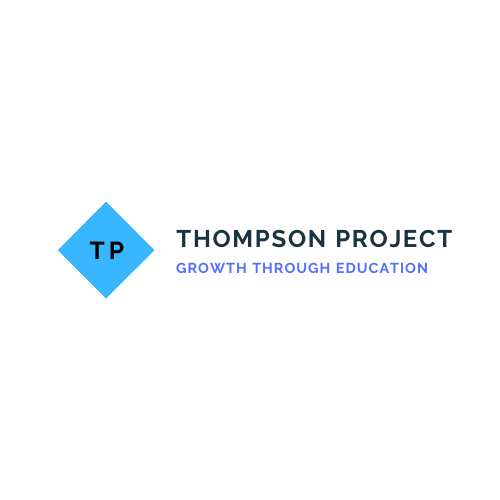 TP
THOMPSON PROJECT
GROWTH THROUGH EDUCATION